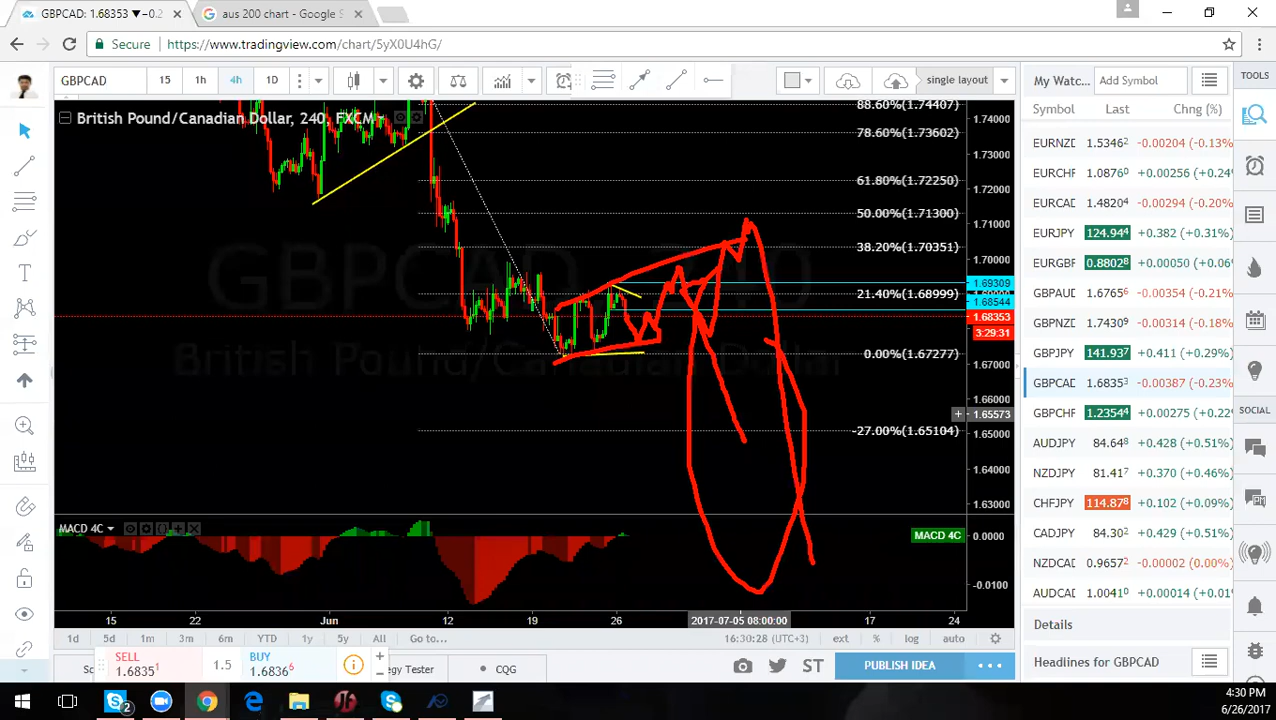 GBPCAD: 1.68353 ▼−0.2
aus 200 chart - Google S
Secure
https://www.tradingview.com/chart/5yX0U4hG/
GBPCAD 15 1h 4h 1D single layout
My Watc... Add Symbol TOOLS
British Pound/Canadian Dollar, 240, FXCM
Symbol Last Chng (%)
88.60%(1.74407)
1.74000
78.60%(1.73602)
1.73000
61.80%(1.72250)
1.72000
50.00%(1.71300)
1.71000
38.20%(1.70351)
1.70000
1.69309
21.40%(1.68999)
1.68544
1.68353
3:29:31
0.00%(1.67277)
1.67000
1.66000
1.65573
-27.00%(1.65104)
1.65000
1.64000
1.63000
GBPCAD, 240
British Pound/Canadian Dollar
EURNZD 1.5346² -0.00204 (-0.13%
EURCHF 1.0876⁰ +0.00256 (+0.24%
EURCAD 1.4820⁴ -0.00294 (-0.20%
EURJPY 124.94⁴ +0.382 (+0.31%
EURGBF 0.8802⁸ +0.00050 (+0.06%
GBPNZD 1.7430⁹ -0.00314 (-0.18%
GBPJPY 141.93⁷ +0.411 (+0.29%
GBPCAD 1.6835³ -0.00387 (-0.23%
GBPCHF 1.2354⁴ +0.00275 (+0.22%
SOCIAL
AUDJPY 84.64⁸ +0.428 (+0.51%
NZDJPY 81.41⁷ +0.370 (+0.46%
CHFJPY 114.87⁸ +0.102 (+0.09%
CADJPY 84.30² +0.429 (+0.51%
NZDCAD 0.9657² -0.00002 (0.00%)
AUDCAD 1.0041⁰ +0.00014 (+0.01%
MACD 4C
MACD 4C
0.0000
-0.0100
15 22 Jun 12 19 26 2017-07-05 08:00:00 17 24
1d 5d 1m 3m 6m YTD 1y 5y All Go to... 16:30:28 (UTC+3) ext % log auto
Details
SELL
1.6835¹
1.5
BUY
1.6836⁵
egy Tester
CQG
ST
PUBLISH IDEA
Headlines for GBPCAD
2
4:30 PM
6/26/2017